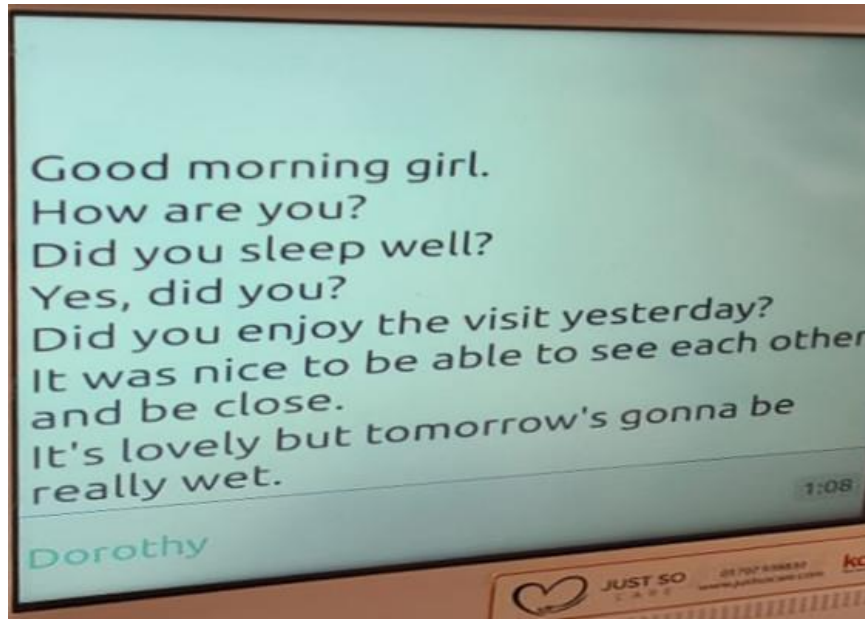 Good morning girl.
How are you?
Did you sleep well?
Yes, did you?
Did you enjoy the visit yesterday?
It was nice to be able to see each other
and be close.
It's lovely but tomorrow's gonna be
really wet.
1:08
Dorothy
JUST SO
CARE